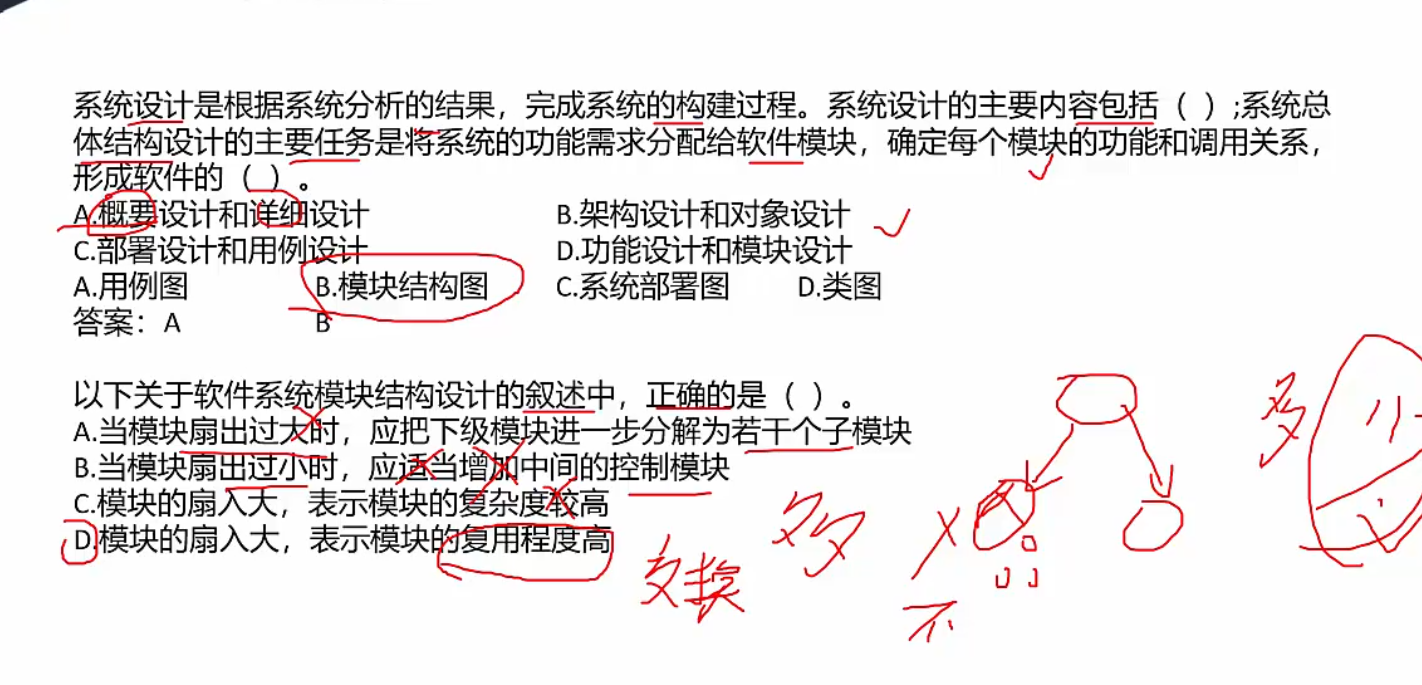 系统设计是根据系统分析的结果，完成系统的构建过程。系统设计的主要内容包括（ ）;系统总
体结构设计的主要任务是将系统的功能需求分配给软件模块，确定每个模块的功能和调用关系，
形成软件的（ ）。
A.概要设计和详细设计 B.架构设计和对象设计
C.部署设计和用例设计 D.功能设计和模块设计
A.用例图 B.模块结构图 C.系统部署图 D.类图
答案：A B
以下关于软件系统模块结构设计的叙述中，正确的是（ ）。
A.当模块扇出过大时，应把下级模块进一步分解为若干个子模块
B.当模块扇出过小时，应适当增加中间的控制模块
C.模块的扇入大，表示模块的复杂度较高
D.模块的扇入大，表示模块的复用程度高
多
多
交换
不